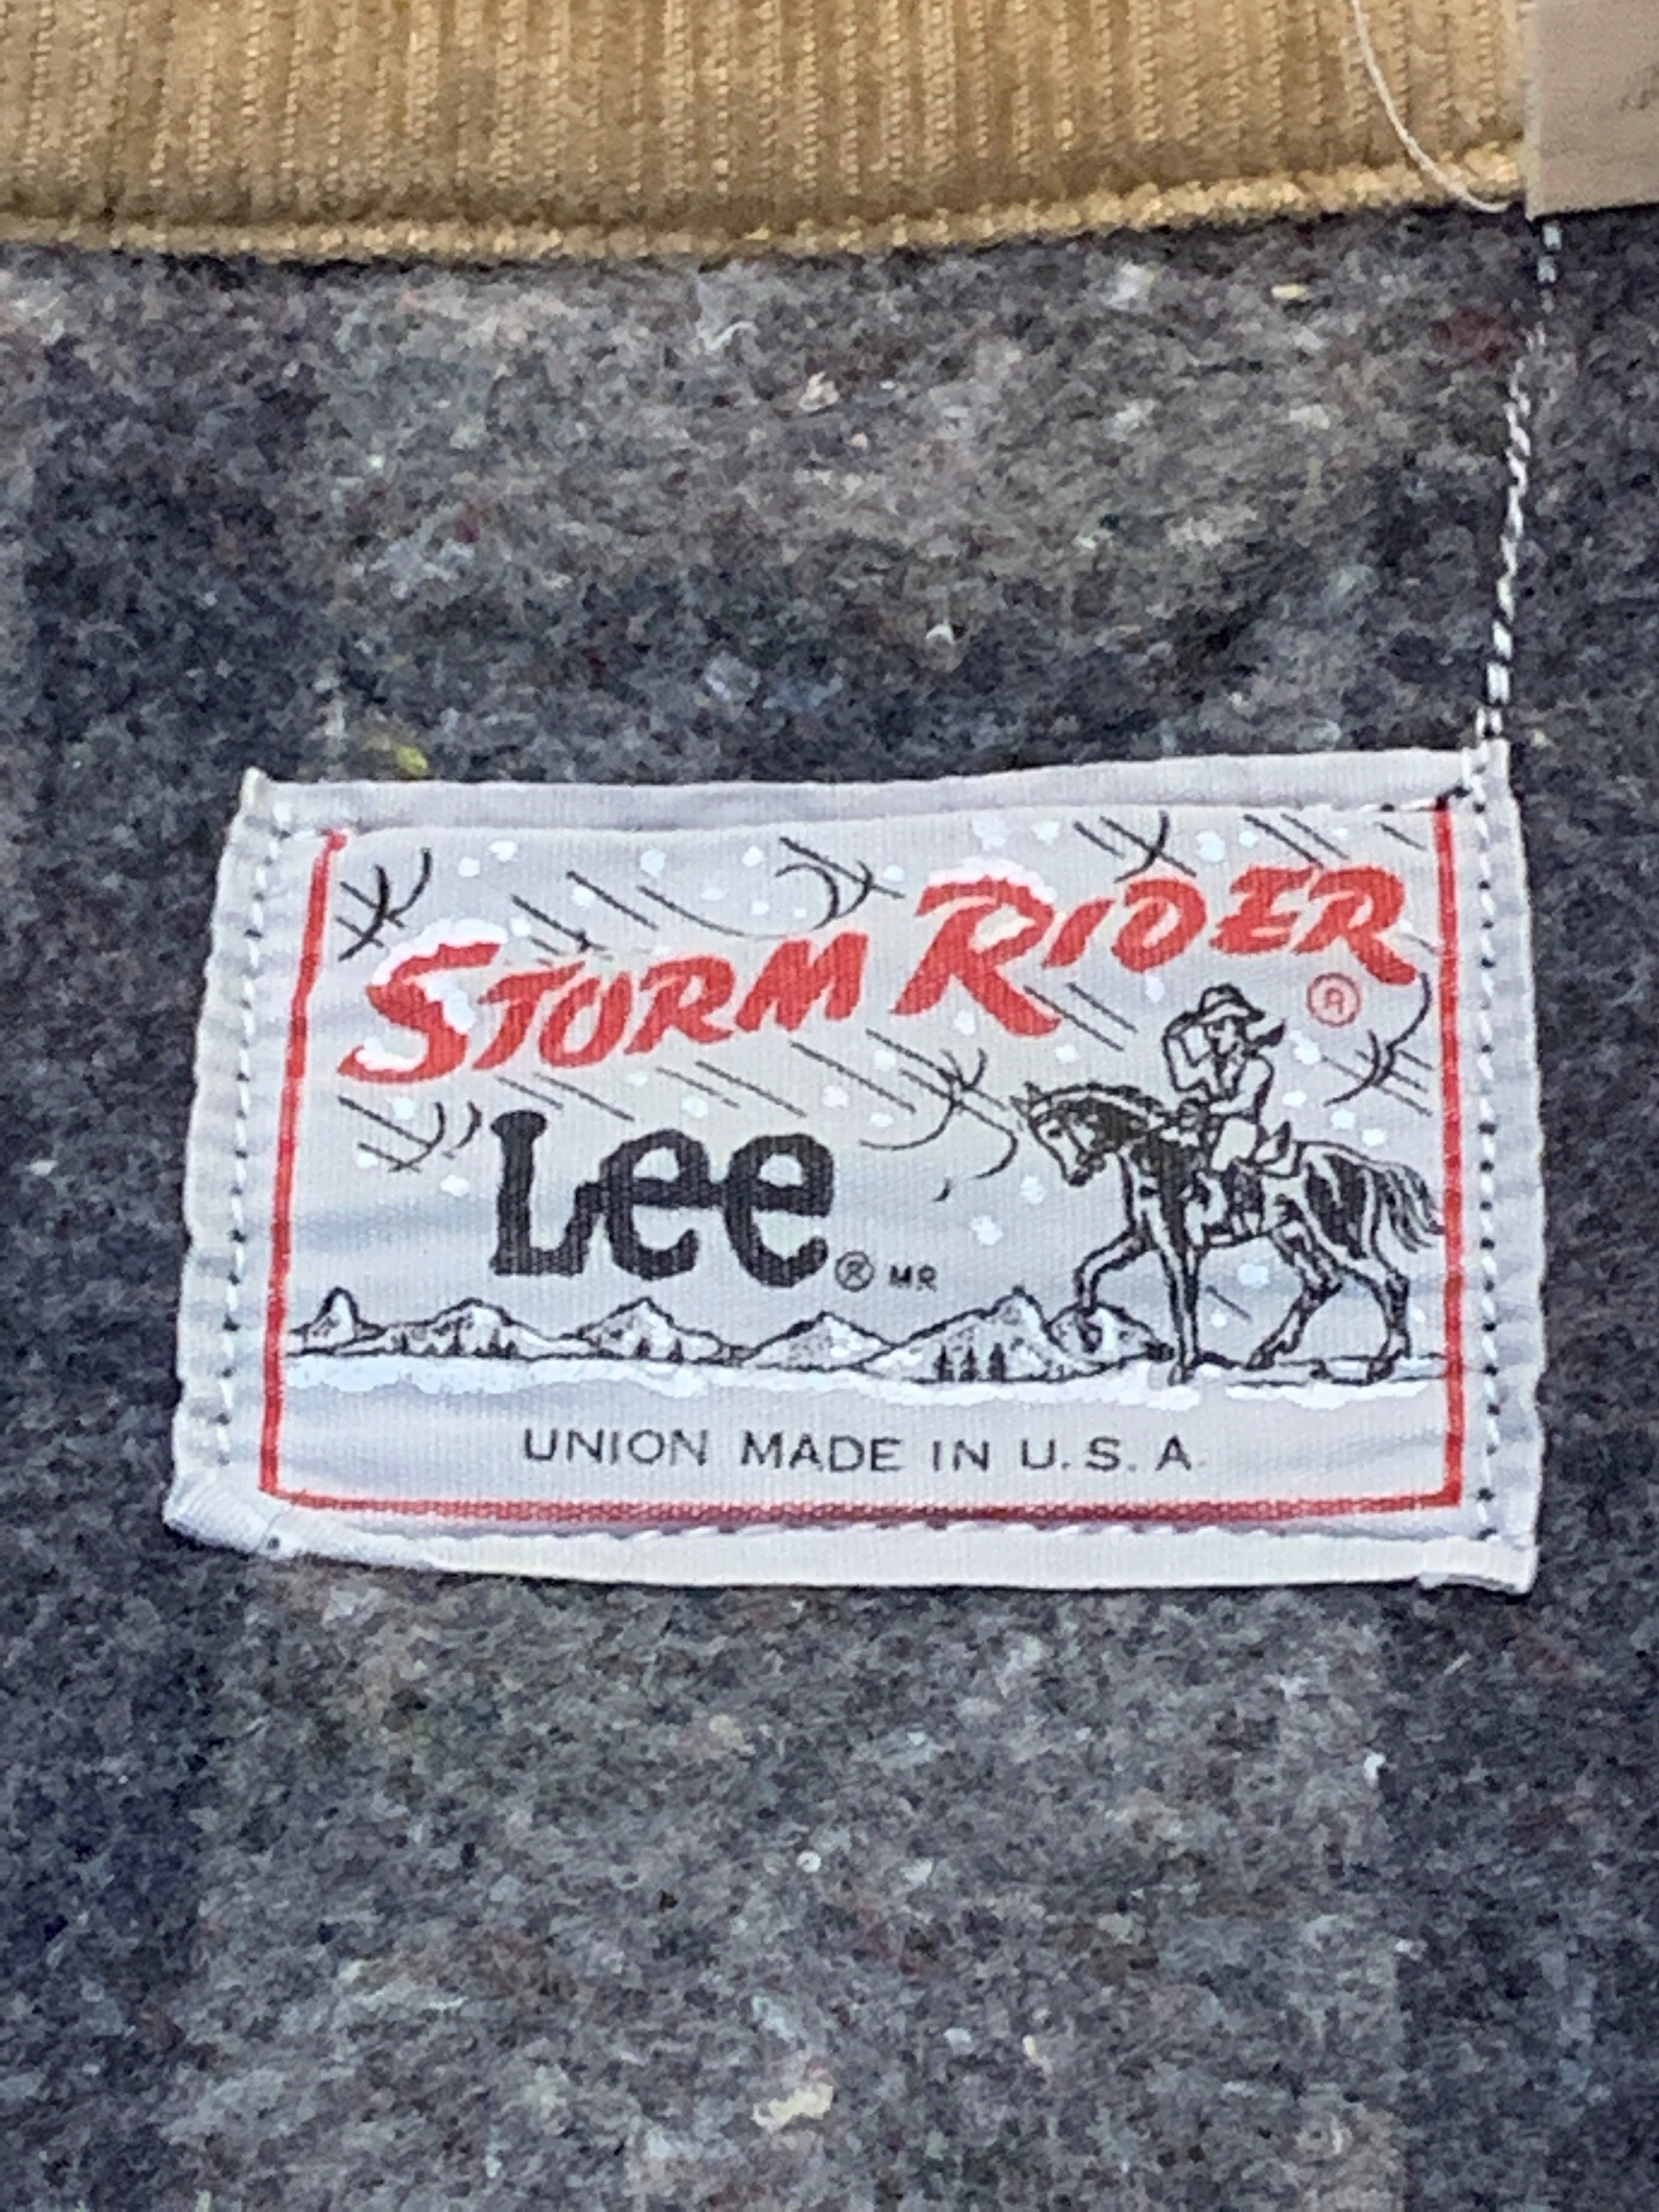 STORM RIDER
®
Lee® MR
UNION MADE IN U.S.A.